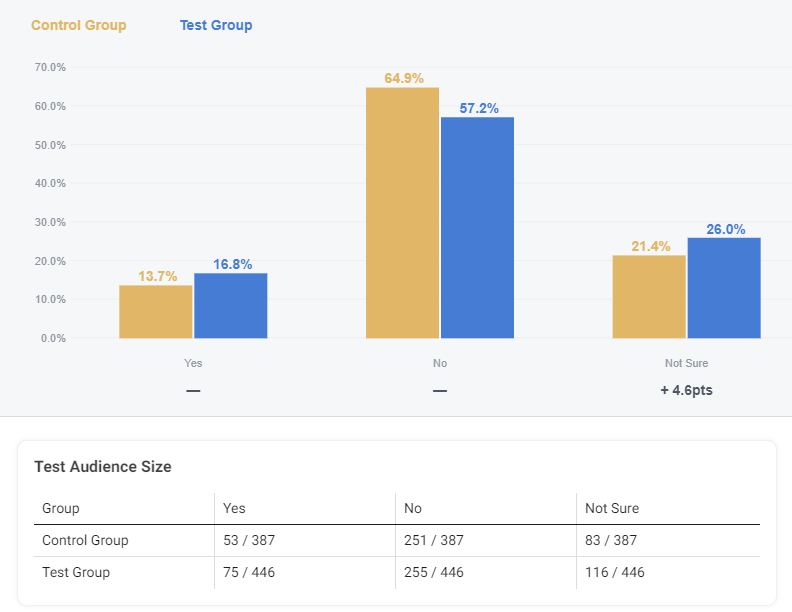 Control Group Test Group
70.0%
64.9%
60.0%
57.2%
50.0%
40.0%
30.0%
26.0%
21.4%
20.0%
16.8%
13.7%
10.0%
0.0%
Yes No Not Sure
— — + 4.6pts
Test Audience Size
Group Yes No Not Sure
Control Group 53 / 387 251 / 387 83 / 387
Test Group 75 / 446 255 / 446 116 / 446